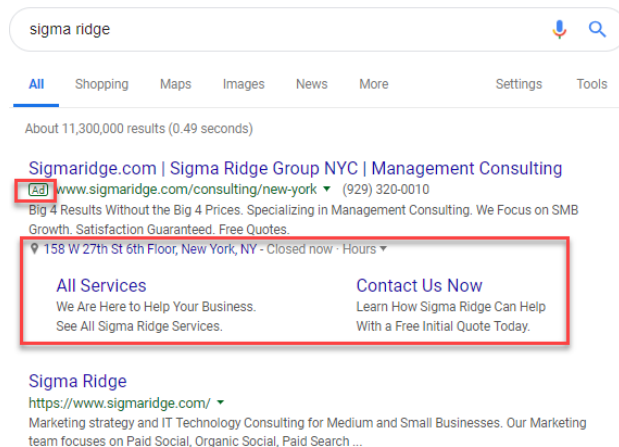 sigma ridge
All Shopping Maps Images News More Settings Tools
About 11,300,000 results (0.49 seconds)
Sigmaridge.com | Sigma Ridge Group NYC | Management Consulting
Ad www.sigmaridge.com/consulting/new-york (929) 320-0010
Big 4 Results Without the Big 4 Prices. Specializing in Management Consulting. We Focus on SMB
Growth. Satisfaction Guaranteed. Free Quotes.
158 W 27th St 6th Floor, New York, NY - Closed now · Hours
All Services Contact Us Now
We Are Here to Help Your Business. Learn How Sigma Ridge Can Help
See All Sigma Ridge Services. With a Free Initial Quote Today.
Sigma Ridge
https://www.sigmaridge.com/
Marketing strategy and IT Technology Consulting for Medium and Small Businesses. Our Marketing
team focuses on Paid Social, Organic Social, Paid Search ...